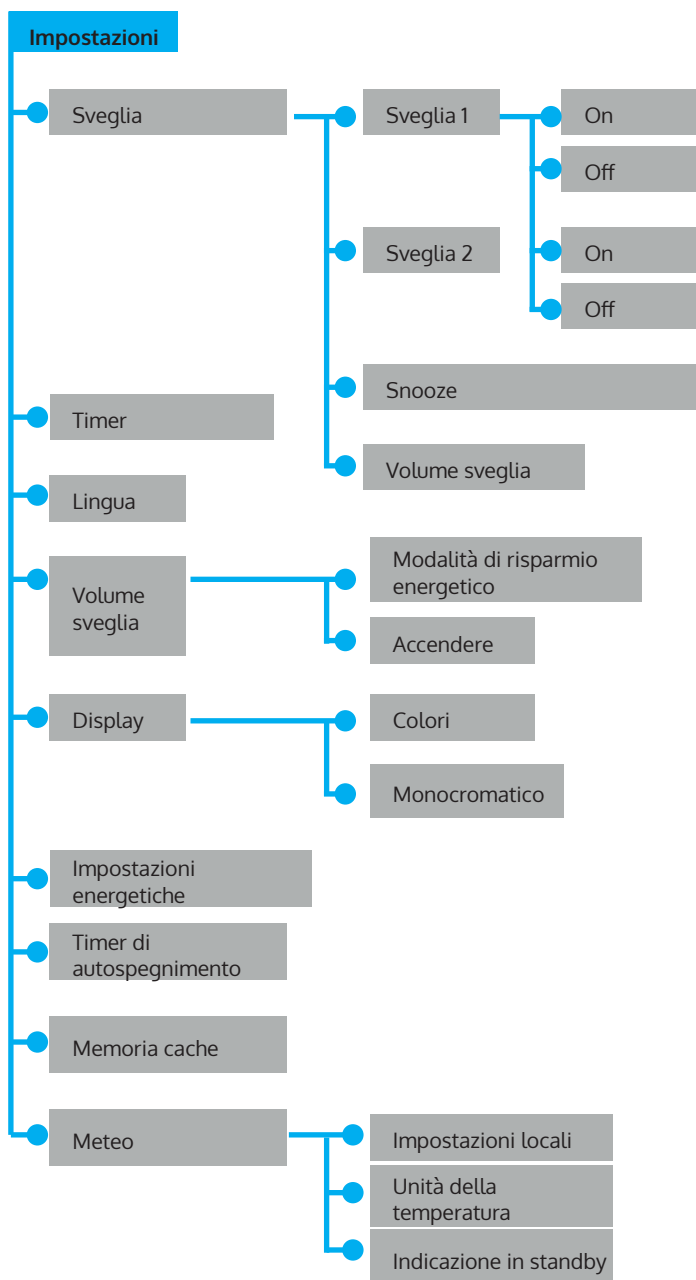 Impostazioni
Sveglia
Sveglia 1
On
Off
Sveglia 2
On
Off
Snooze
Volume sveglia
Timer
Lingua
Volume
sveglia
Modalità di risparmio
energetico
Accendere
Display
Colori
Monocromatico
Impostazioni
energetiche
Timer di
autospegnimento
Memoria cache
Meteo
Impostazioni locali
Unità della
temperatura
Indicazione in standby